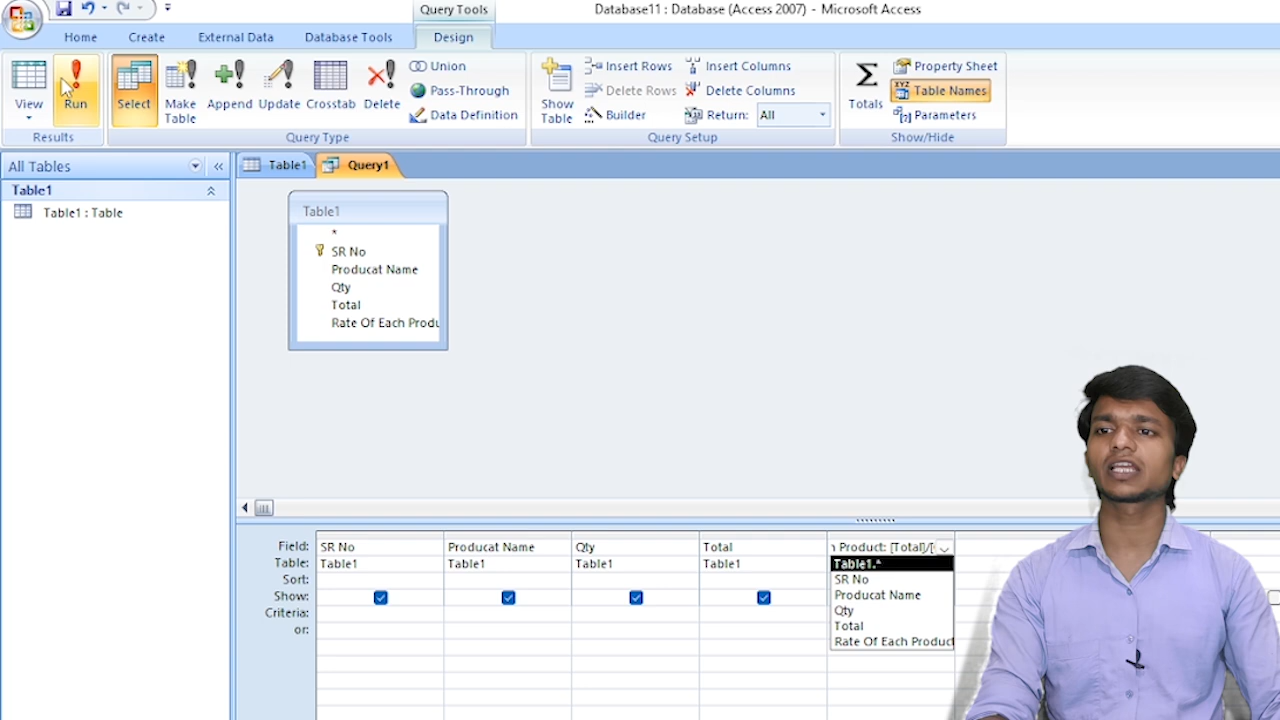 Query Tools
Database11 : Database (Access 2007) - Microsoft Access
Home
Create
External Data
Database Tools
Design
View
Run
Select
Make
Table
Append
Update
Crosstab
Delete
Union
Pass-Through
Data Definition
Show
Table
Insert Rows
Delete Rows
Builder
Insert Columns
Delete Columns
Return: All
Totals
Property Sheet
XYZ Table Names
Parameters
Results
Query Type
Query Setup
Show/Hide
All Tables
Table1
Table1 : Table
Table1
Query1
Table1
*
SR No
Producat Name
Qty
Total
Rate Of Each Produ
Field: SR No Producat Name Qty Total Product: [Total]/[
Table: Table1 Table1 Table1 Table1 Table1.*
Sort: SR No
Show: Producat Name
Criteria: Qty
or: Total
Rate Of Each Product